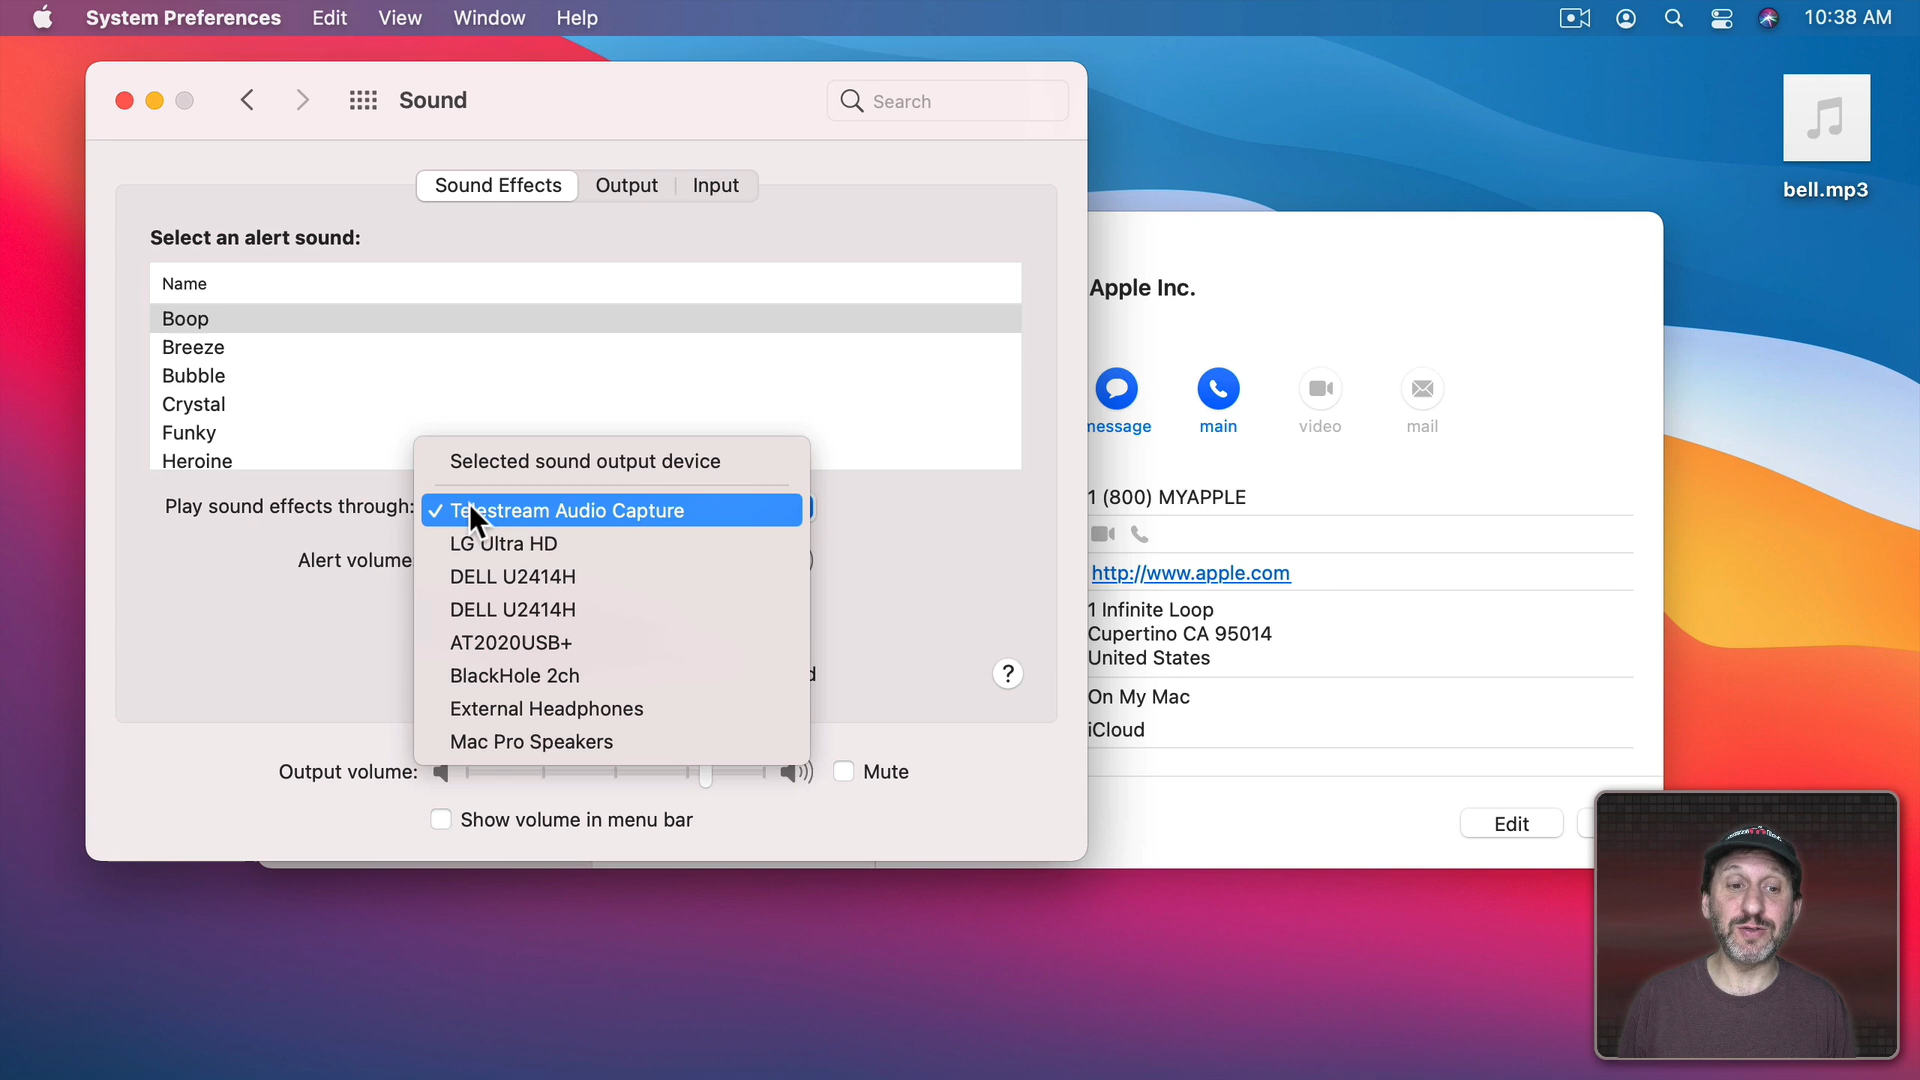 System Preferences Edit View Window Help 10:38 AM
Sound
Search
bell.mp3
Sound Effects Output Input
Select an alert sound:
Name
Boop
Breeze
Bubble
Crystal
Funky
Heroine
Play sound effects through:
Alert volume
Selected sound output device
✓ Telestream Audio Capture
LG Ultra HD
DELL U2414H
DELL U2414H
AT2020USB+
BlackHole 2ch
External Headphones
Mac Pro Speakers
d
?
Output volume: Mute
Show volume in menu bar
Apple Inc.
message main video mail
1 (800) MYAPPLE
http://www.apple.com
1 Infinite Loop
Cupertino CA 95014
United States
On My Mac
iCloud
Edit